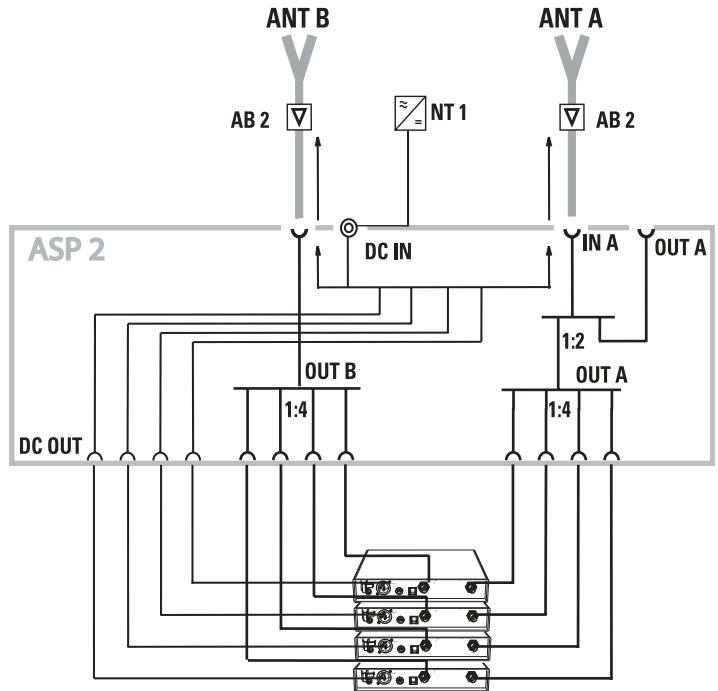 ANT B
ANT A
AB 2
NT 1
AB 2
ASP 2
DC IN
IN A
OUT A
1:2
OUT B
OUT A
1:4
1:4
DC OUT